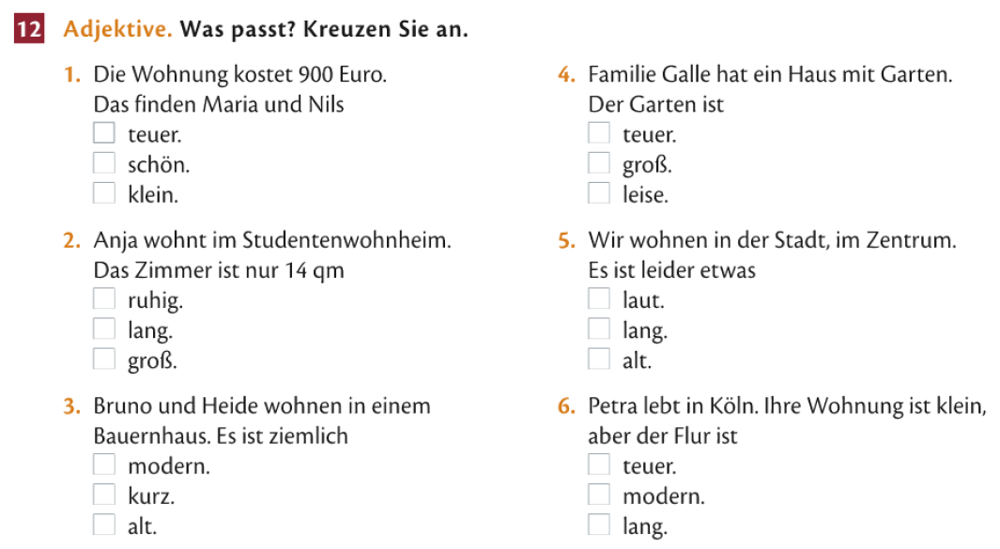 12 Adjektive. Was passt? Kreuzen Sie an.
1. Die Wohnung kostet 900 Euro.
Das finden Maria und Nils
teuer.
schön.
klein.
2. Anja wohnt im Studentenwohnheim.
Das Zimmer ist nur 14 qm
ruhig.
lang.
groß.
3. Bruno und Heide wohnen in einem
Bauernhaus. Es ist ziemlich
modern.
kurz.
alt.
4. Familie Galle hat ein Haus mit Garten.
Der Garten ist
teuer.
groß.
leise.
5. Wir wohnen in der Stadt, im Zentrum.
Es ist leider etwas
laut.
lang.
alt.
6. Petra lebt in Köln. Ihre Wohnung ist klein,
aber der Flur ist
teuer.
modern.
lang.